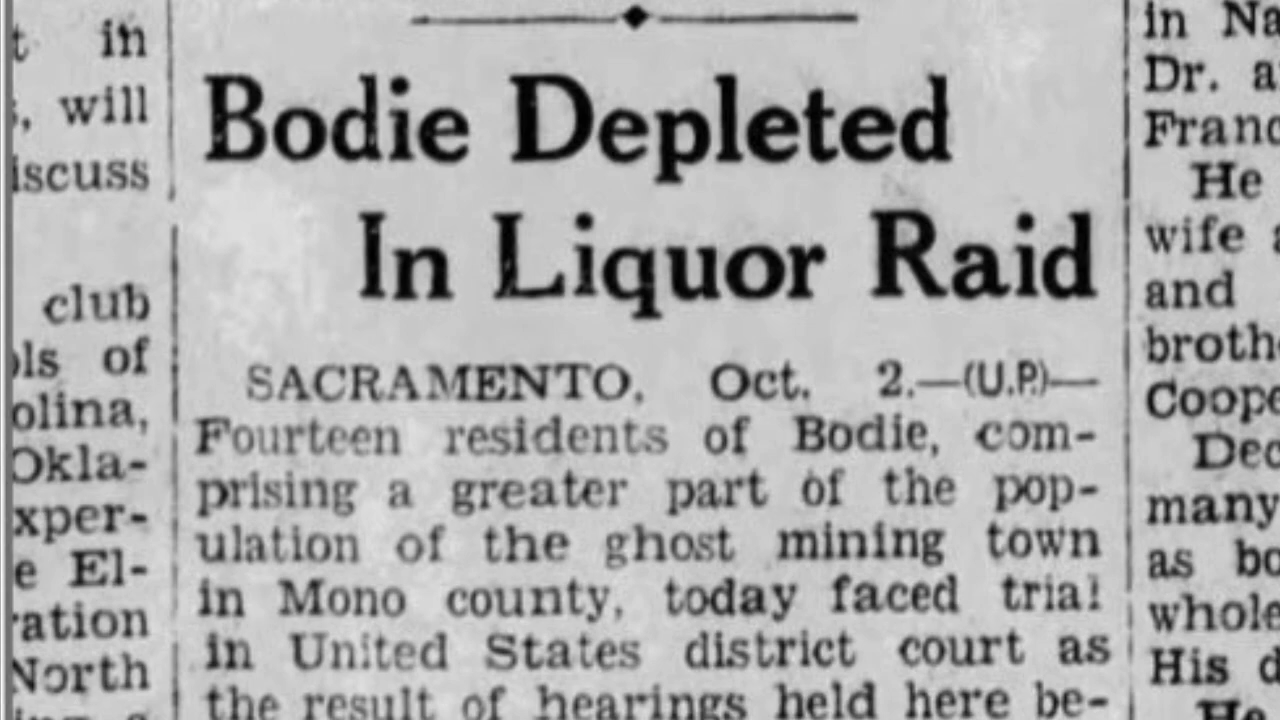 t in
will
iscuss
club
ols of
olina,
Okla-
xper-
e El-
ration
North
Bodie Depleted
In Liquor Raid
SACRAMENTO, Oct. 2.—(U.P.)—
Fourteen residents of Bodie, com-
prising a greater part of the pop-
ulation of the ghost mining town
in Mono county, today faced trial
in United States district court as
the result of hearings held here be-
in Na
Dr. a
Franc
He
wife a
and
broth
Coope
Dec
many
as bo
whole
His d
He